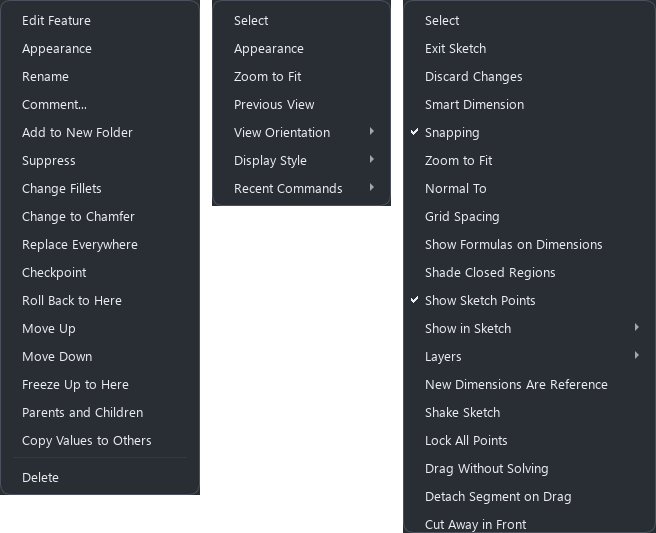 Edit Feature
Appearance
Rename
Comment...
Add to New Folder
Suppress
Change Fillets
Change to Chamfer
Replace Everywhere
Checkpoint
Roll Back to Here
Move Up
Move Down
Freeze Up to Here
Parents and Children
Copy Values to Others
Delete
Select
Appearance
Zoom to Fit
Previous View
View Orientation
Display Style
Recent Commands
Select
Exit Sketch
Discard Changes
Smart Dimension
Snapping
Zoom to Fit
Normal To
Grid Spacing
Show Formulas on Dimensions
Shade Closed Regions
Show Sketch Points
Show in Sketch
Layers
New Dimensions Are Reference
Shake Sketch
Lock All Points
Drag Without Solving
Detach Segment on Drag
Cut Away in Front